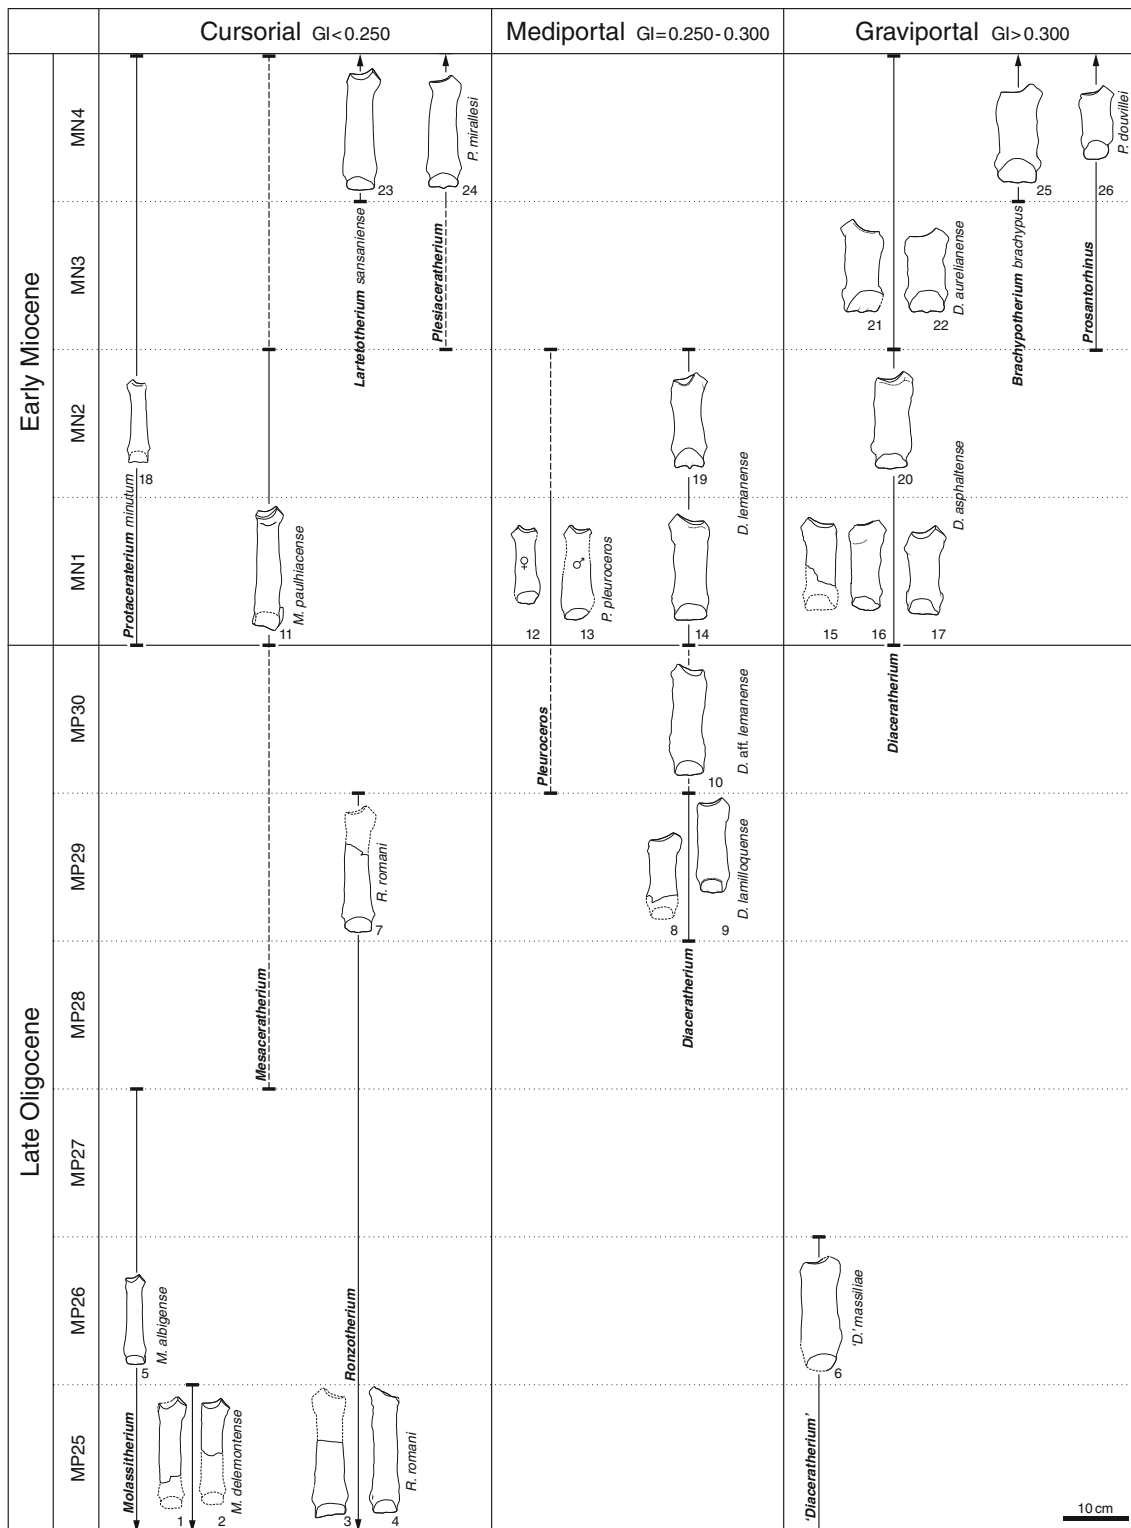 Cursorial GI<0.250
Mediportal GI=0.250-0.300
Graviportal GI>0.300
Early Miocene
Late Oligocene
MN4
MN3
MN2
MN1
MP30
MP29
MP28
MP27
MP26
MP25
23
24
P. mirallesi
25
26
P. douvillei
Lartetotherium sansaniense
Plesiaceratherium
21
22
D. aurelianense
Brachypotherium brachypus
Prosantorhinus
18
19
D. lemanense
20
D. asphaltense
Protaceraterium minutum
11
M. paulhiacense
♀
♂
12
13
P. pleuroceros
14
15
16
17
Pleuroceros
10
D. aff. lemanense
Diaceratherium
7
R. romani
8
9
D. lamilloquense
Mesaceratherium
Diaceratherium
5
M. albigense
Ronzotherium
6
'D.' massiliae
Molassitherium
1
2
M. delemontense
3
4
R. romani
'Diaceratherium'
10 cm